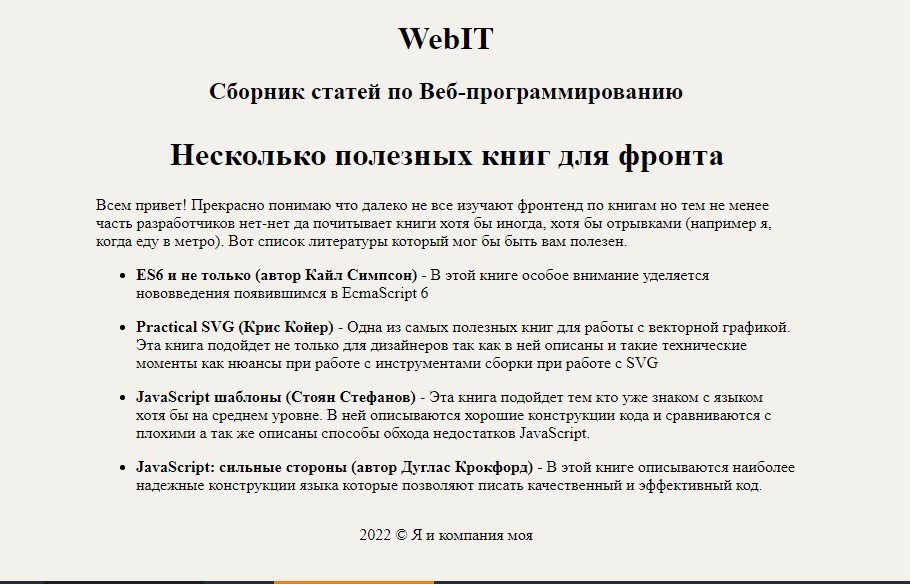 WebIT
Сборник статей по Веб-программированию
Несколько полезных книг для фронта
Всем привет! Прекрасно понимаю что далеко не все изучают фронтенд по книгам но тем не менее
часть разработчиков нет-нет да почитывает книги хотя бы иногда, хотя бы отрывками (например я,
когда еду в метро). Вот список литературы который мог бы быть вам полезен.
• ES6 и не только (автор Кайл Симпсон) - В этой книге особое внимание уделяется
нововведения появившимся в EcmaScript 6
• Practical SVG (Крис Койер) - Одна из самых полезных книг для работы с векторной графикой.
Эта книга подойдет не только для дизайнеров так как в ней описаны и такие технические
моменты как нюансы при работе с инструментами сборки при работе с SVG
• JavaScript шаблоны (Стоян Стефанов) - Эта книга подойдет тем кто уже знаком с языком
хотя бы на среднем уровне. В ней описываются хорошие конструкции кода и сравниваются с
плохими а так же описаны способы обхода недостатков JavaScript.
• JavaScript: сильные стороны (автор Дуглас Крокфорд) - В этой книге описываются наиболее
надежные конструкции языка которые позволяют писать качественный и эффективный код.
2022 © Я и компания моя